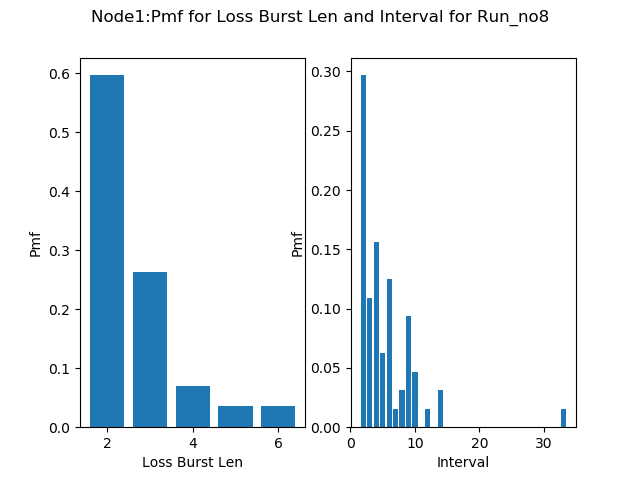 Node1:Pmf for Loss Burst Len and Interval for Run_no8
0.6
0.5
0.4
0.3
0.2
0.1
0.0
Pmf
2 4 6
Loss Burst Len
0.30
0.25
0.20
0.15
0.10
0.05
0.00
Pmf
0 10 20 30
Interval